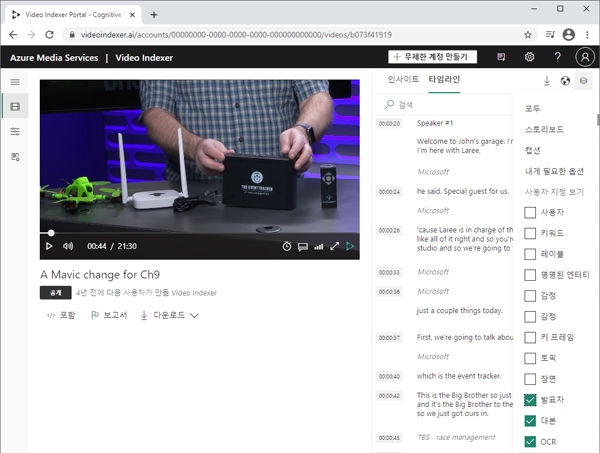 Video Indexer Portal - Cognitive
videoindexer.ai/accounts/00000000-0000-0000-0000-000000000000/videos/b073f41919
Azure Media Services | Video Indexer
+ 무제한 계정 만들기
?
인사이트 타임라인
검색
THE EVENT TRACKER
00:44 / 21:30
A Mavic change for Ch9
공개 4년 전에 다음 사용자가 만듦 Video Indexer
포함 보고서 다운로드
00:00:20 Speaker #1
Welcome to John's garage. I'm
I'm here with Laree,
Microsoft
00:00:24 he said. Special guest for us.
Microsoft
00:00:26 'cause Laree is in charge of th
like all of it right and so you're
studio and so we're going to
00:00:33 Microsoft
00:00:36 Microsoft
just a couple things today.
00:00:37 First, we're going to talk abou
Microsoft
00:00:40 which is the event tracker.
00:00:42 This is the Big Brother so just
and it's the Big Brother to the
so we just got ours in.
00:00:45 TBS race management
모두
스토리보드
캡션
내게 필요한 옵션
사용자 지정 보기
사용자
키워드
레이블
명명된 엔터티
감정
감정
키 프레임
토픽
장면
발표자
대본
OCR